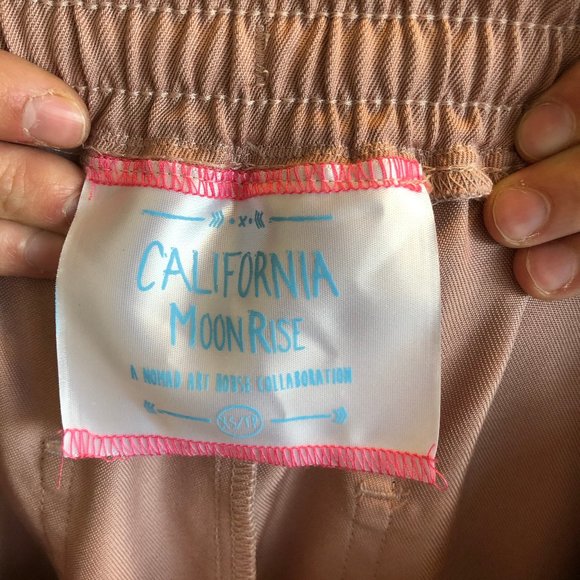 CALIFORNIA
MOONRISE
A NOMAD ART HOUSE COLLABORATION